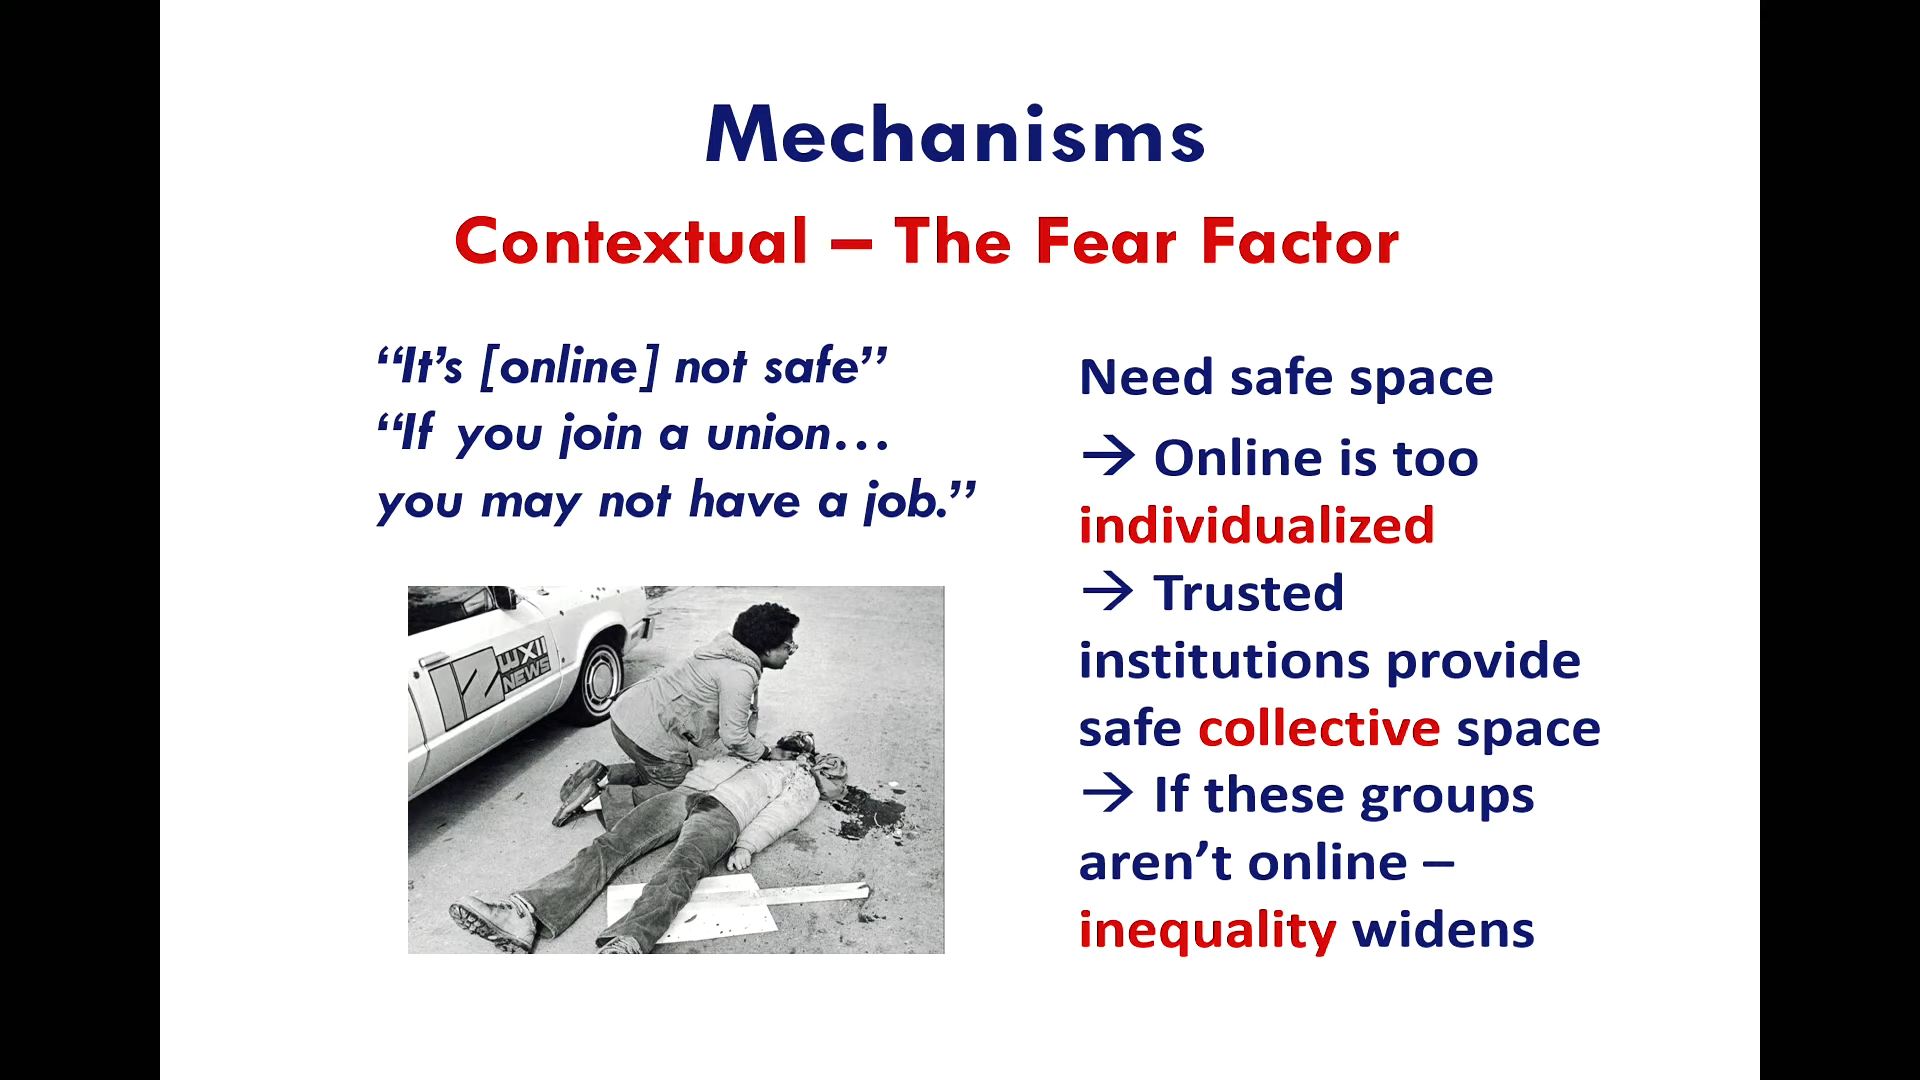 Mechanisms
Contextual – The Fear Factor
“It’s [online] not safe”
“If you join a union…
you may not have a job.”
12 WXII
NEWS
Need safe space
→ Online is too
individualized
→ Trusted
institutions provide
safe collective space
→ If these groups
aren’t online –
inequality widens